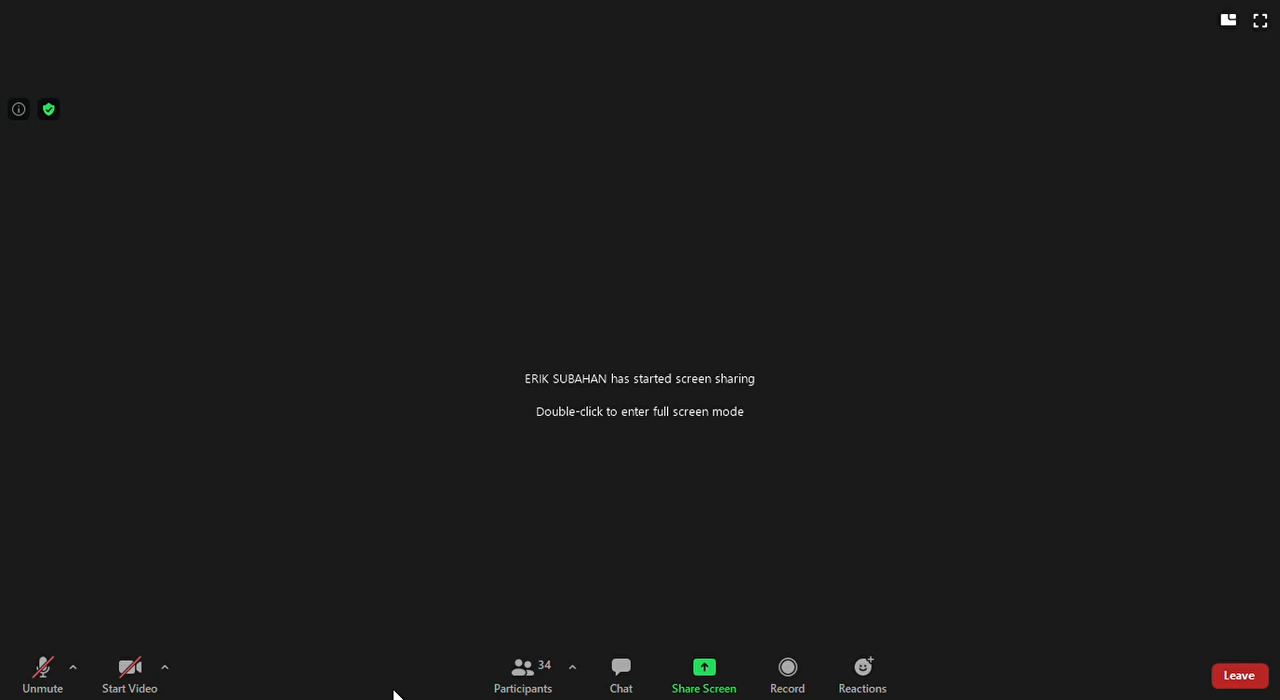 ERIK SUBAHAN has started screen sharing
Double-click to enter full screen mode
Unmute
Start Video
34
Participants
Chat
Share Screen
Record
Reactions
Leave